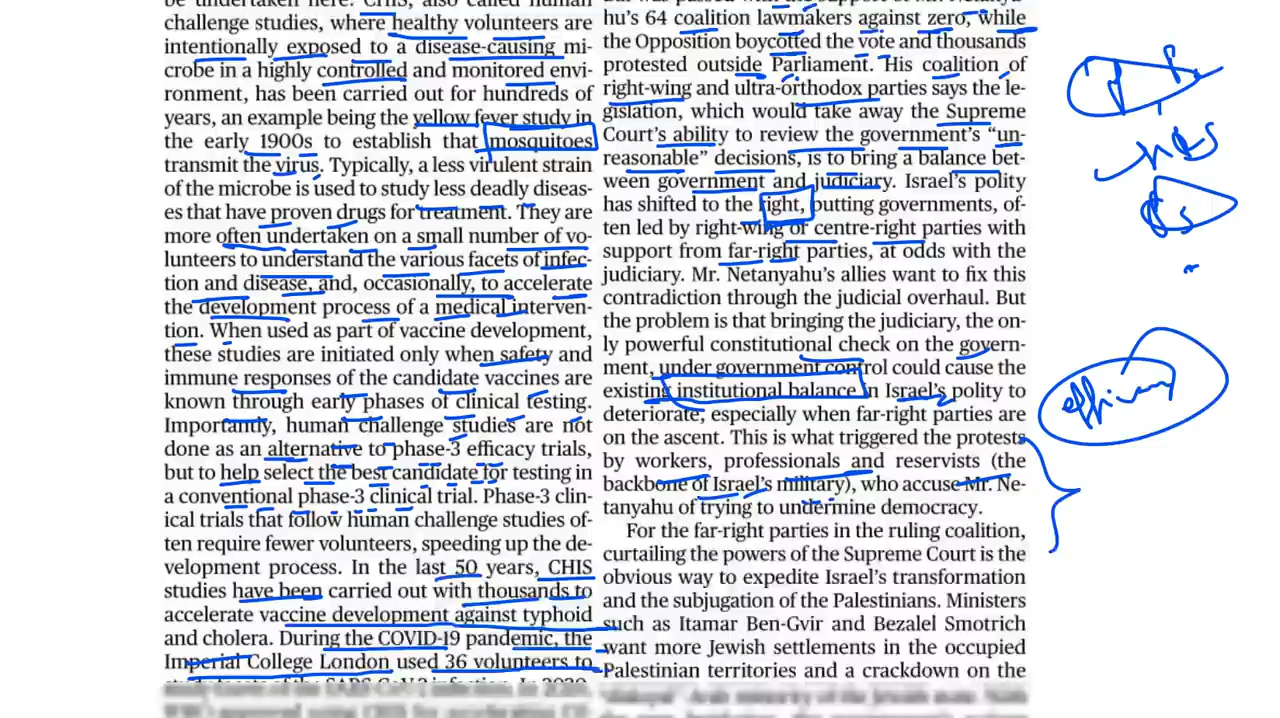 be undertaken here. CHIS, also called human
challenge studies, where healthy volunteers are
intentionally exposed to a disease-causing mi-
crobe in a highly controlled and monitored envi-
ronment, has been carried out for hundreds of
years, an example being the yellow fever study in
the early 1900s to establish that mosquitoes
transmit the virus. Typically, a less virulent strain
of the microbe is used to study less deadly diseas-
es that have proven drugs for treatment. They are
more often undertaken on a small number of vo-
lunteers to understand the various facets of infec-
tion and disease, and, occasionally, to accelerate
the development process of a medical interven-
tion. When used as part of vaccine development,
these studies are initiated only when safety and
immune responses of the candidate vaccines are
known through early phases of clinical testing.
Importantly, human challenge studies are not
done as an alternative to phase-3 efficacy trials,
but to help select the best candidate for testing in
a conventional phase-3 clinical trial. Phase-3 clin-
ical trials that follow human challenge studies of-
ten require fewer volunteers, speeding up the de-
velopment process. In the last 50 years, CHIS
studies have been carried out with thousands to
accelerate vaccine development against typhoid
and cholera. During the COVID-19 pandemic, the
Imperial College London used 36 volunteers to
hu's 64 coalition lawmakers against zero, while
the Opposition boycotted the vote and thousands
protested outside Parliament. His coalition of
right-wing and ultra-orthodox parties says the le-
gislation, which would take away the Supreme
Court's ability to review the government's "un-
reasonable" decisions, is to bring a balance bet-
ween government and judiciary. Israel's polity
has shifted to the right, putting governments, of-
ten led by right-wing or centre-right parties with
support from far-right parties, at odds with the
judiciary. Mr. Netanyahu's allies want to fix this
contradiction through the judicial overhaul. But
the problem is that bringing the judiciary, the on-
ly powerful constitutional check on the govern-
ment, under government control could cause the
existing institutional balance in Israel's polity to
deteriorate, especially when far-right parties are
on the ascent. This is what triggered the protests
by workers, professionals and reservists (the
backbone of Israel's military), who accuse Mr. Ne-
tanyahu of trying to undermine democracy.
For the far-right parties in the ruling coalition,
curtailing the powers of the Supreme Court is the
obvious way to expedite Israel's transformation
and the subjugation of the Palestinians. Ministers
such as Itamar Ben-Gvir and Bezalel Smotrich
want more Jewish settlements in the occupied
Palestinian territories and a crackdown on the